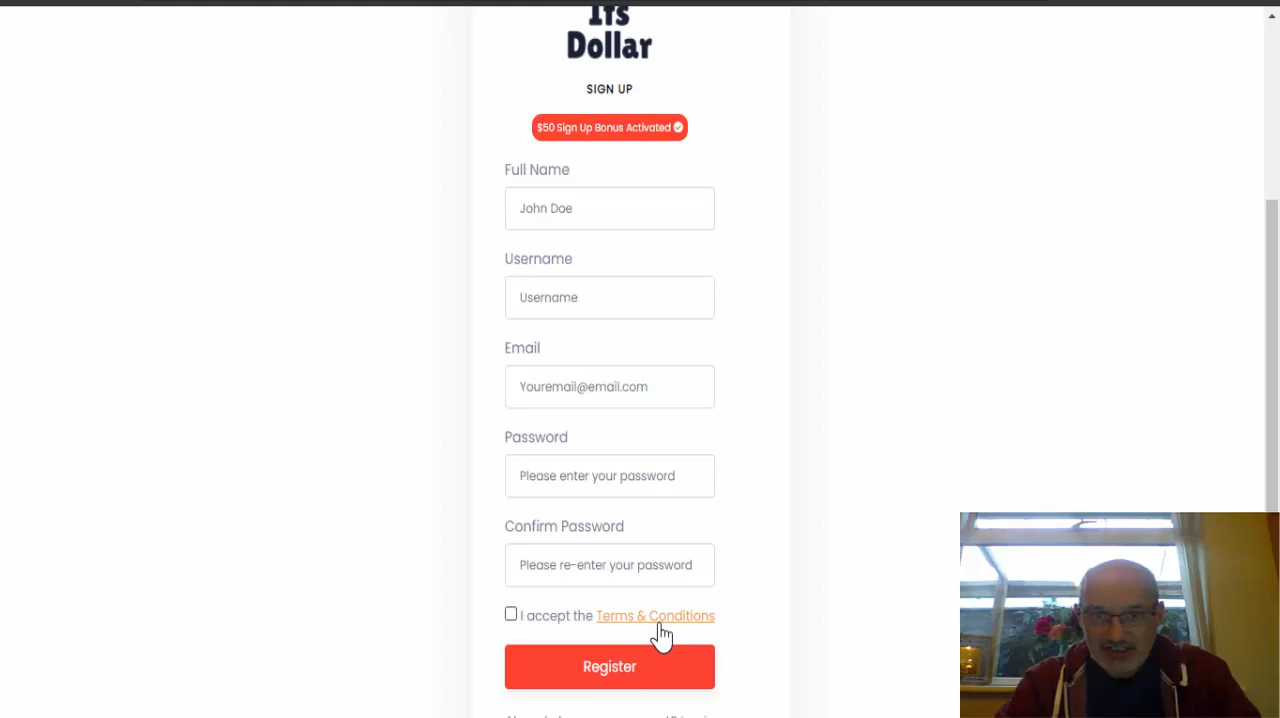 Its
Dollar
SIGN UP
$50 Sign Up Bonus Activated
Full Name
John Doe
Username
Username
Email
Youremail@email.com
Password
Please enter your password
Confirm Password
Please re-enter your password
I accept the Terms & Conditions
Register